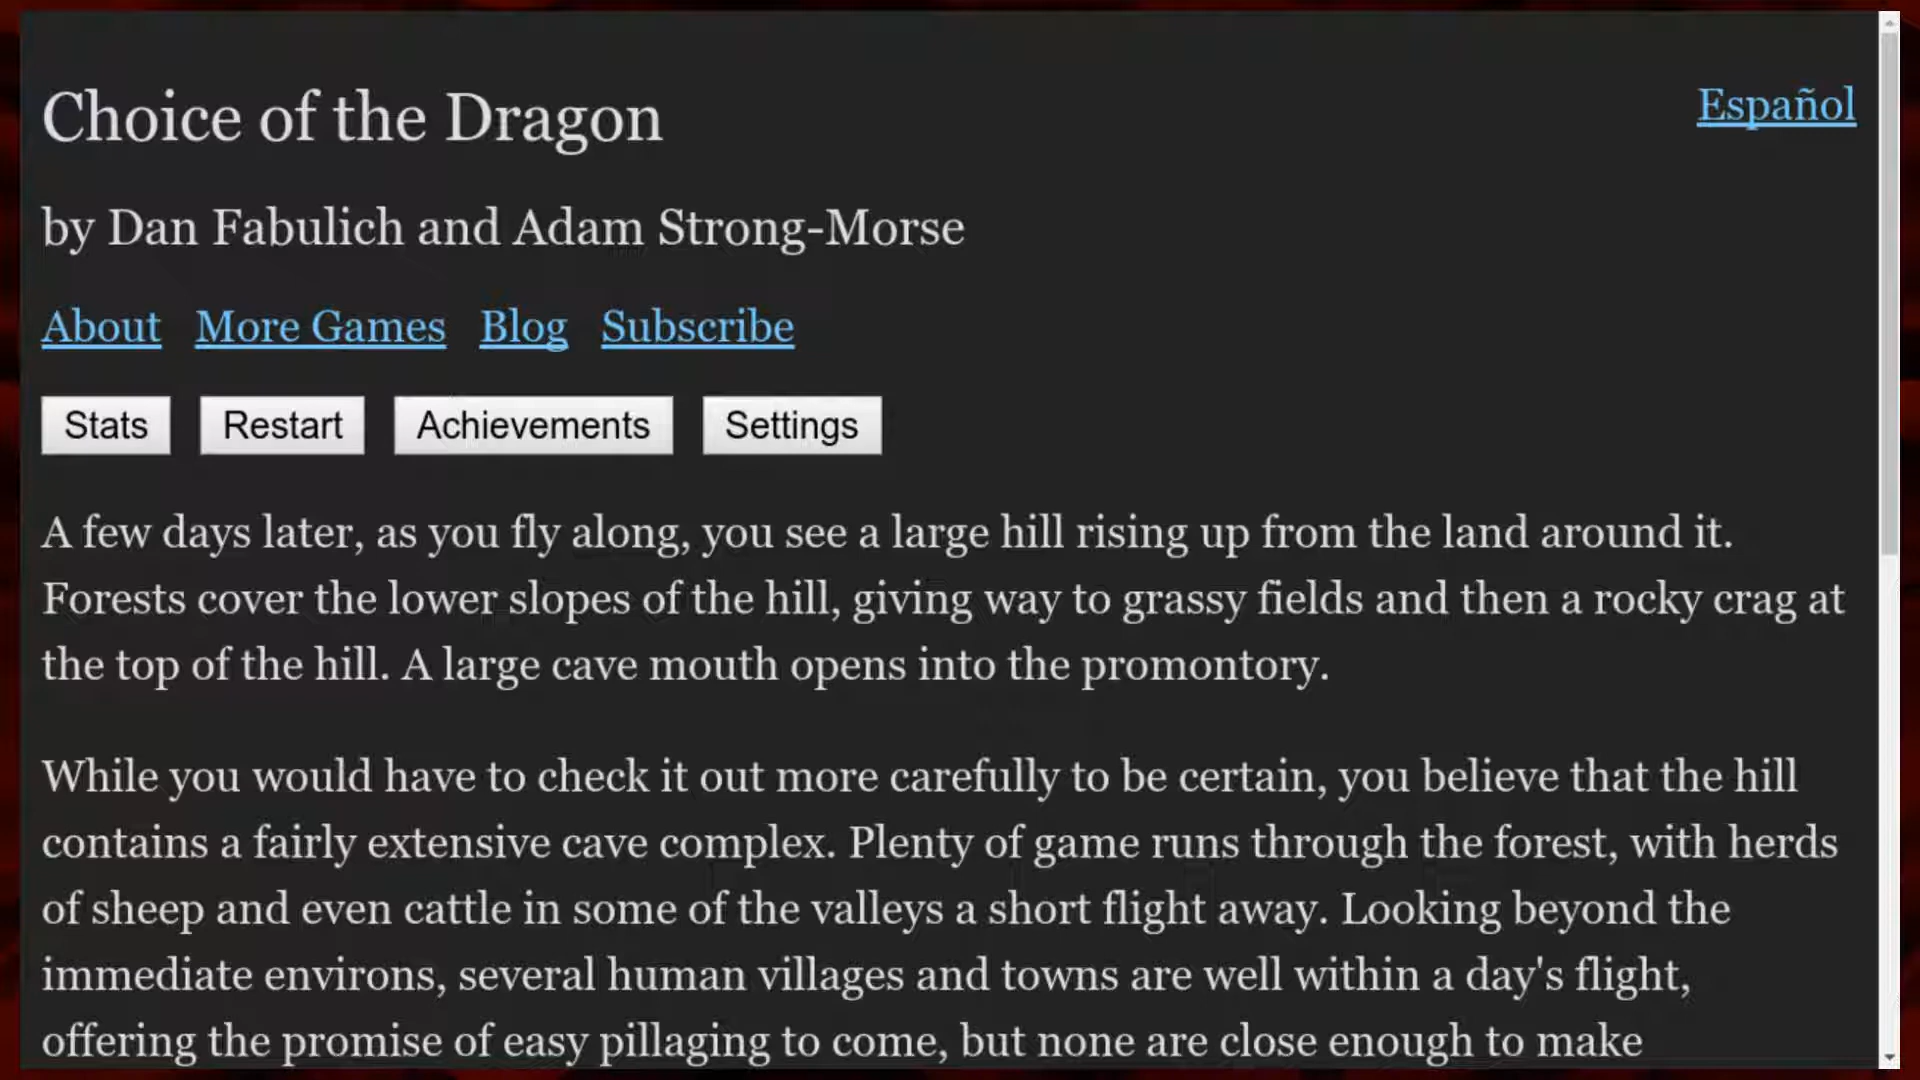 Choice of the Dragon
Español
by Dan Fabulich and Adam Strong-Morse
About More Games Blog Subscribe
Stats Restart Achievements Settings
A few days later, as you fly along, you see a large hill rising up from the land around it.
Forests cover the lower slopes of the hill, giving way to grassy fields and then a rocky crag at
the top of the hill. A large cave mouth opens into the promontory.
While you would have to check it out more carefully to be certain, you believe that the hill
contains a fairly extensive cave complex. Plenty of game runs through the forest, with herds
of sheep and even cattle in some of the valleys a short flight away. Looking beyond the
immediate environs, several human villages and towns are well within a day's flight,
offering the promise of easy pillaging to come, but none are close enough to make